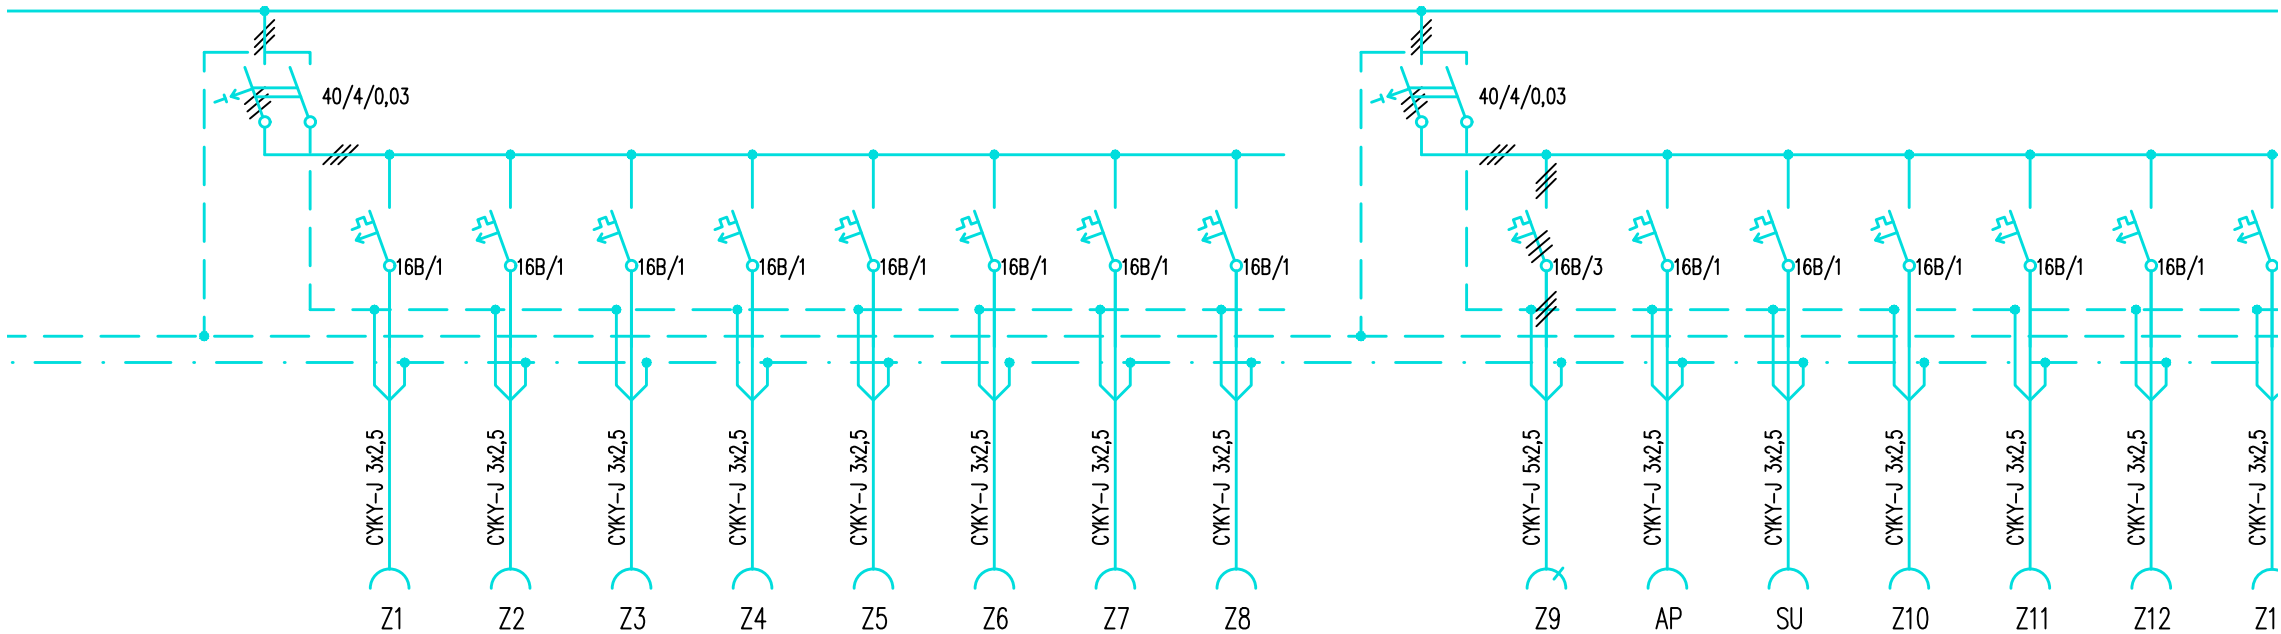 40/4/0,03
40/4/0,03
16B/1
16B/1
16B/1
16B/1
16B/1
16B/1
16B/1
16B/1
16B/3
16B/1
16B/1
16B/1
16B/1
16B/1
CYKY-J 3x2,5
CYKY-J 3x2,5
CYKY-J 3x2,5
CYKY-J 3x2,5
CYKY-J 3x2,5
CYKY-J 3x2,5
CYKY-J 3x2,5
CYKY-J 3x2,5
CYKY-J 5x2,5
CYKY-J 3x2,5
CYKY-J 3x2,5
CYKY-J 3x2,5
CYKY-J 3x2,5
CYKY-J 3x2,5
CYKY-J 3x2,5
Z1
Z2
Z3
Z4
Z5
Z6
Z7
Z8
Z9
AP
SU
Z10
Z11
Z12
Z1